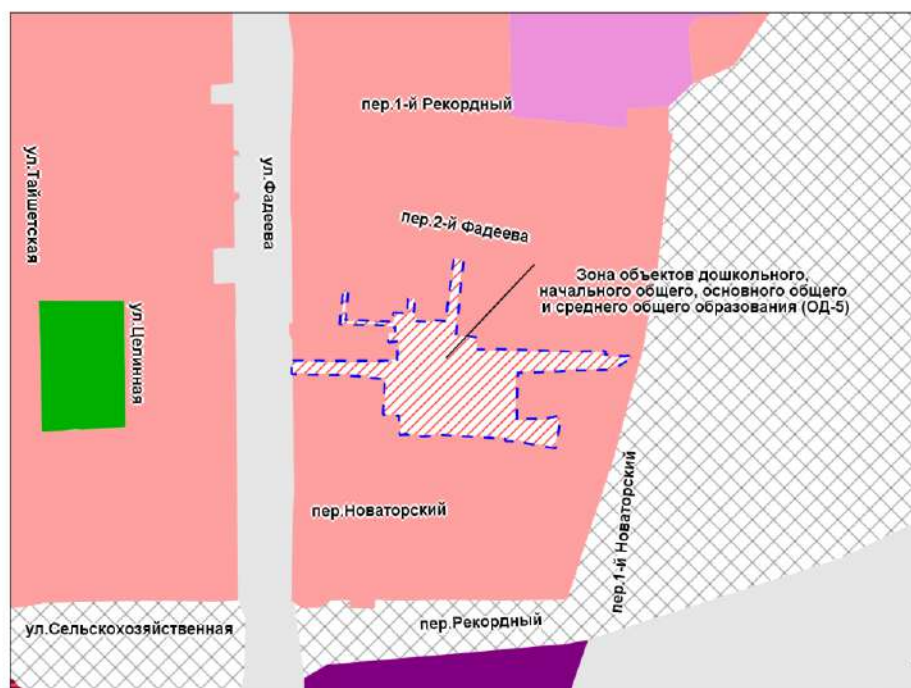 пер.1-й Рекордный
ул.Тайшетская
ул.Фадеева
пер.2-й Фадеева
Зона объектов дошкольного,
начального общего, основного общего
и среднего общего образования (ОД-5)
ул.Целинная
пер.Новаторский
пер.1-й Новаторский
ул.Сельскохозяйственная
пер.Рекордный